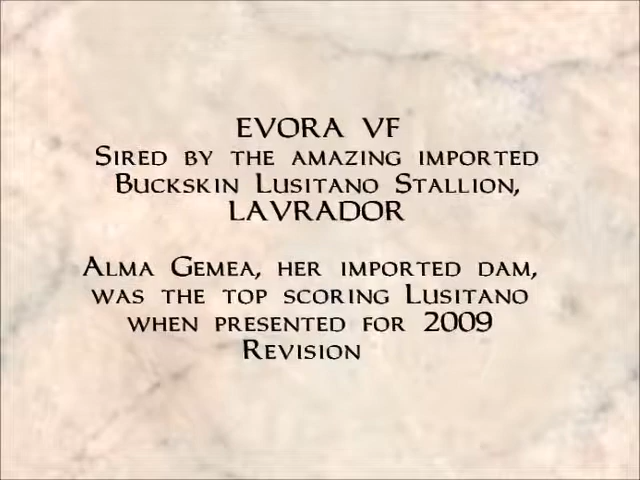 EVORA VF
Sired by the amazing imported
Buckskin Lusitano Stallion,
LAVRADOR
Alma Gemea, her imported dam,
was the top scoring Lusitano
when presented for 2009
Revision